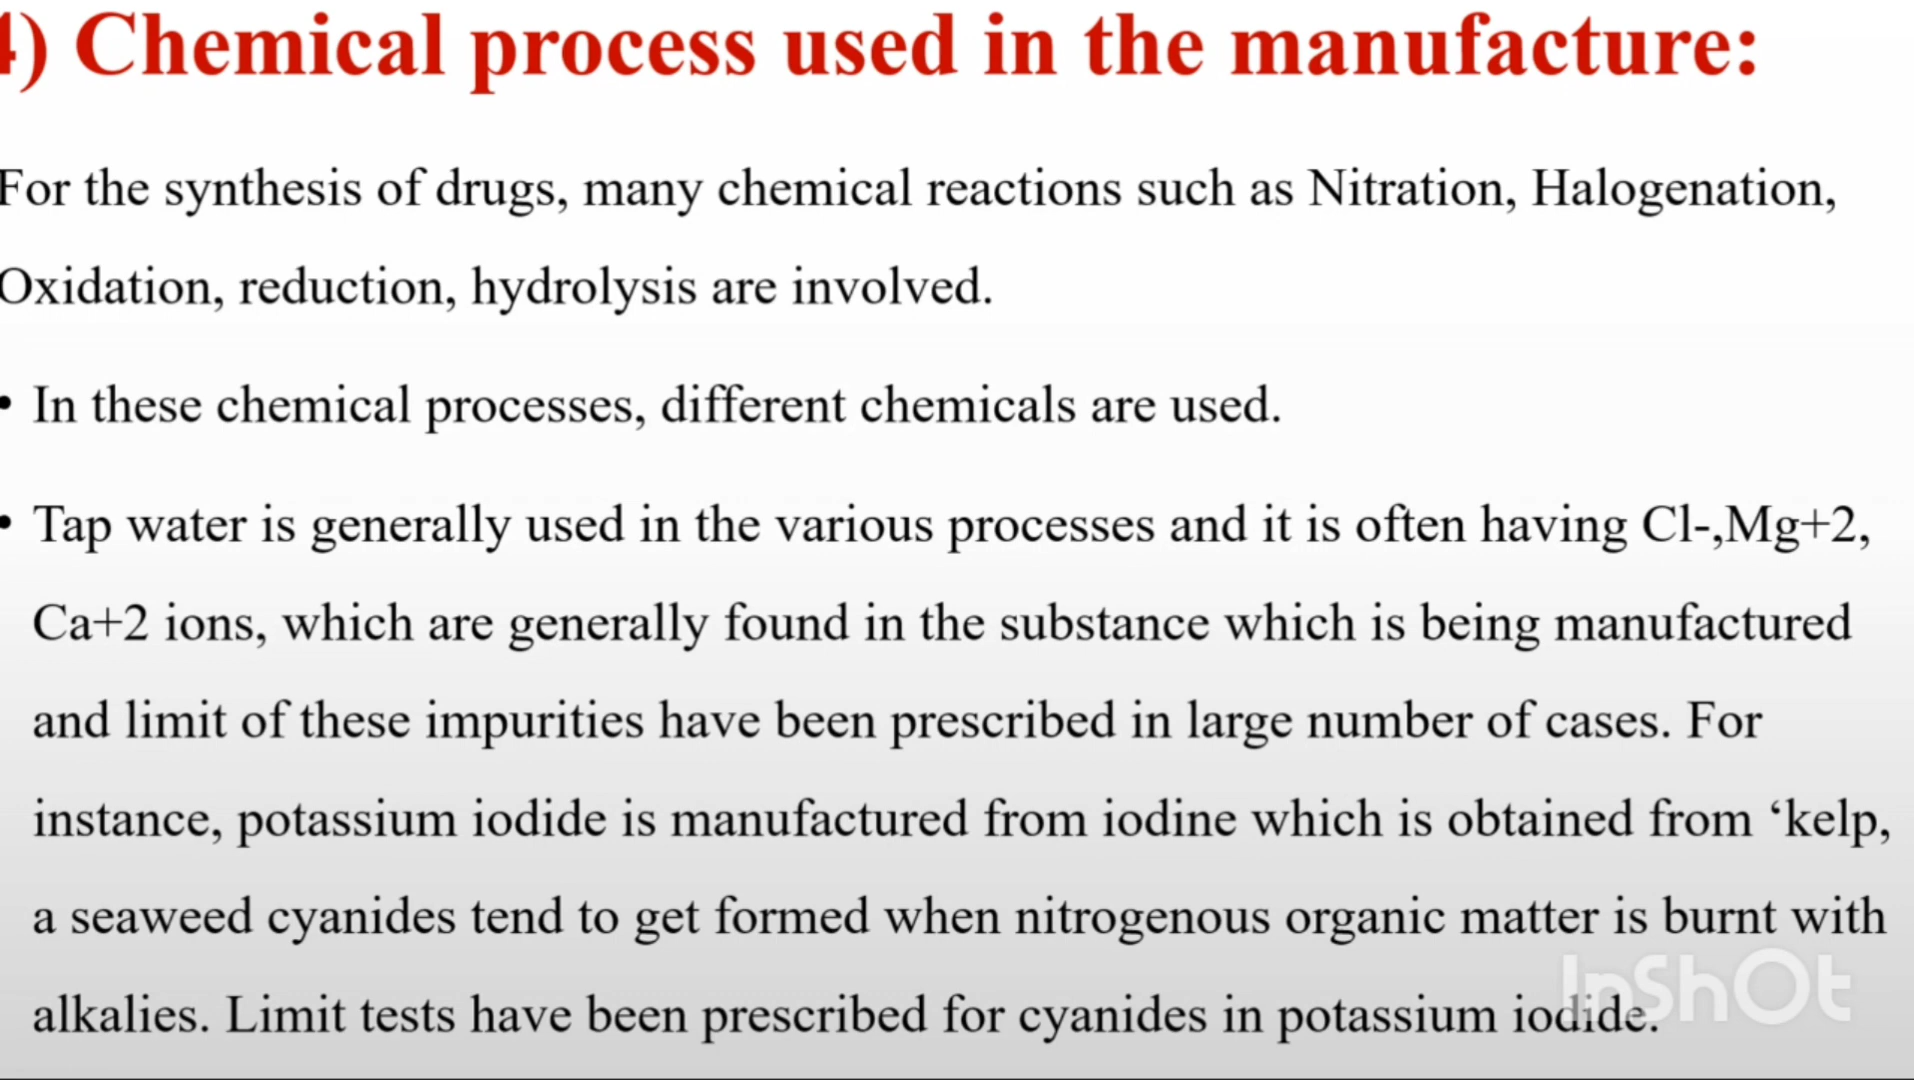 4) Chemical process used in the manufacture:
For the synthesis of drugs, many chemical reactions such as Nitration, Halogenation,
Oxidation, reduction, hydrolysis are involved.
• In these chemical processes, different chemicals are used.
• Tap water is generally used in the various processes and it is often having Cl-,Mg+2,
Ca+2 ions, which are generally found in the substance which is being manufactured
and limit of these impurities have been prescribed in large number of cases. For
instance, potassium iodide is manufactured from iodine which is obtained from ‘kelp,
a seaweed cyanides tend to get formed when nitrogenous organic matter is burnt with
alkalies. Limit tests have been prescribed for cyanides in potassium iodide.
InShOt